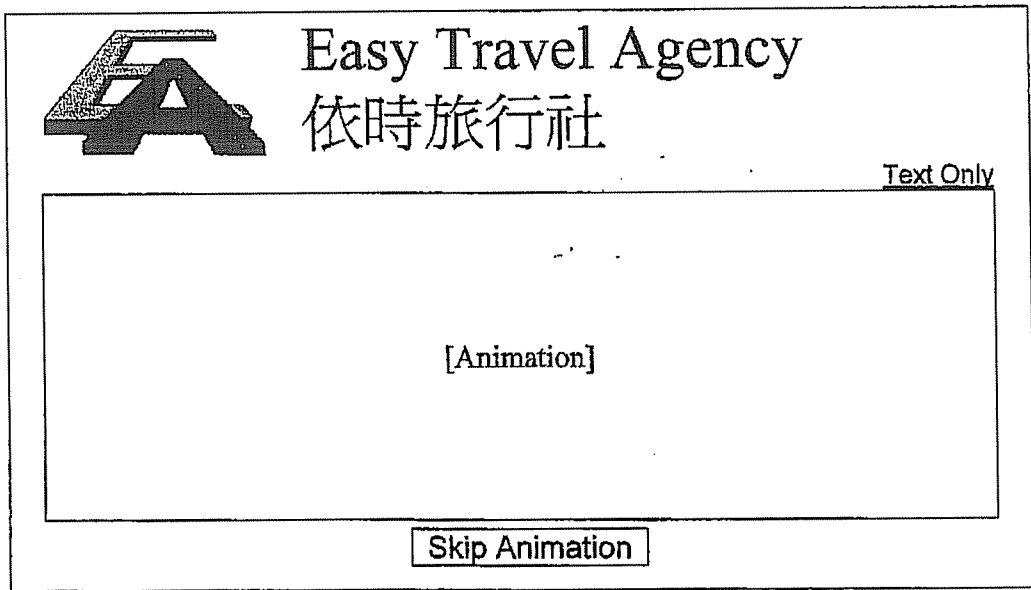 Easy Travel Agency
依時旅行社
Text Only
[Animation]
Skip Animation